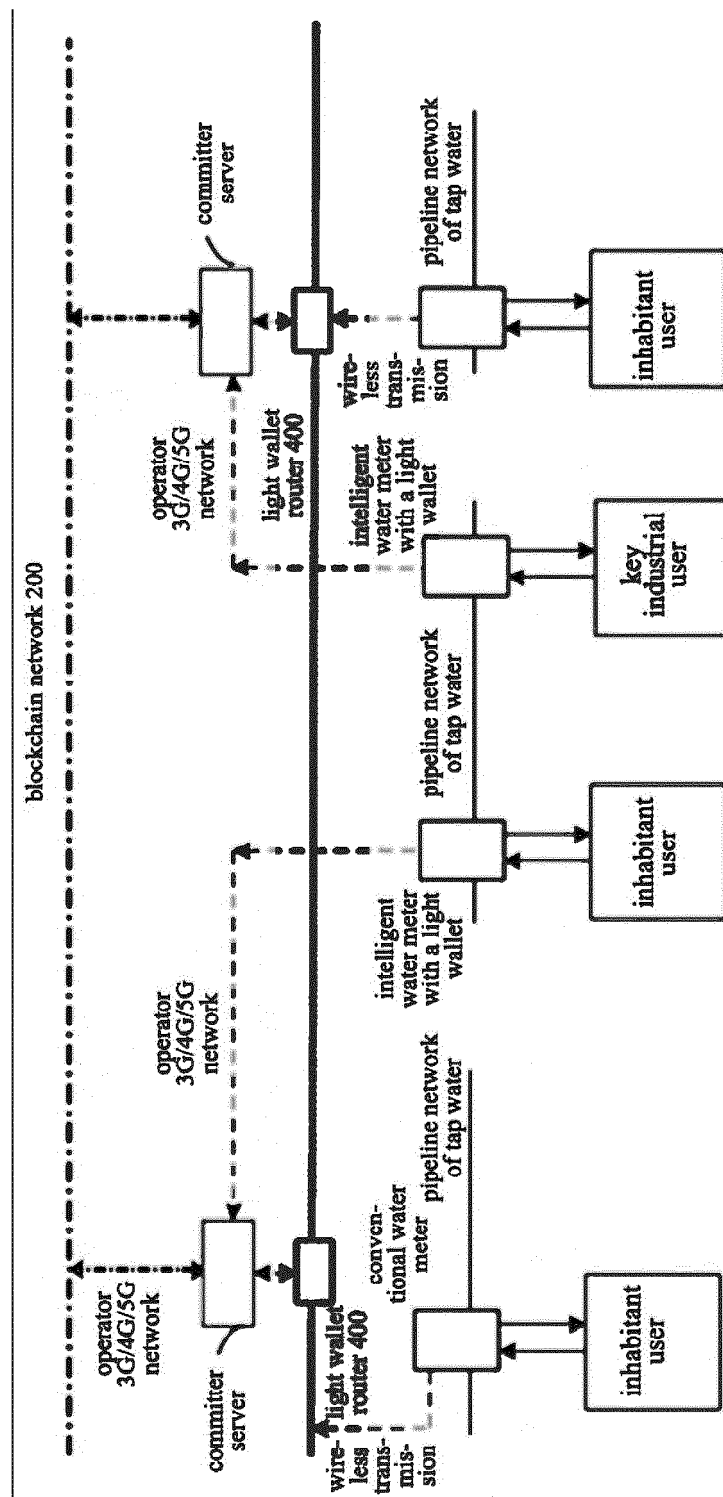 blockchain network 200
operator
3G/4G/5G
network
committer
server
operator
3G/4G/5G
network
operator
3G/4G/5G
network
committer
server
light wallet
router 400
light wallet
router 400
wire-
less
trans-
mis-
sion
conven-
tional water
meter
pipeline network
of tap water
intelligent
water meter
with a light
wallet
pipeline network
of tap water
intelligent
water meter
with a light
wallet
wire-
less
trans-
mis-
sion
pipeline network
of tap water
inhabitant
user
inhabitant
user
key
industrial
user
inhabitant
user